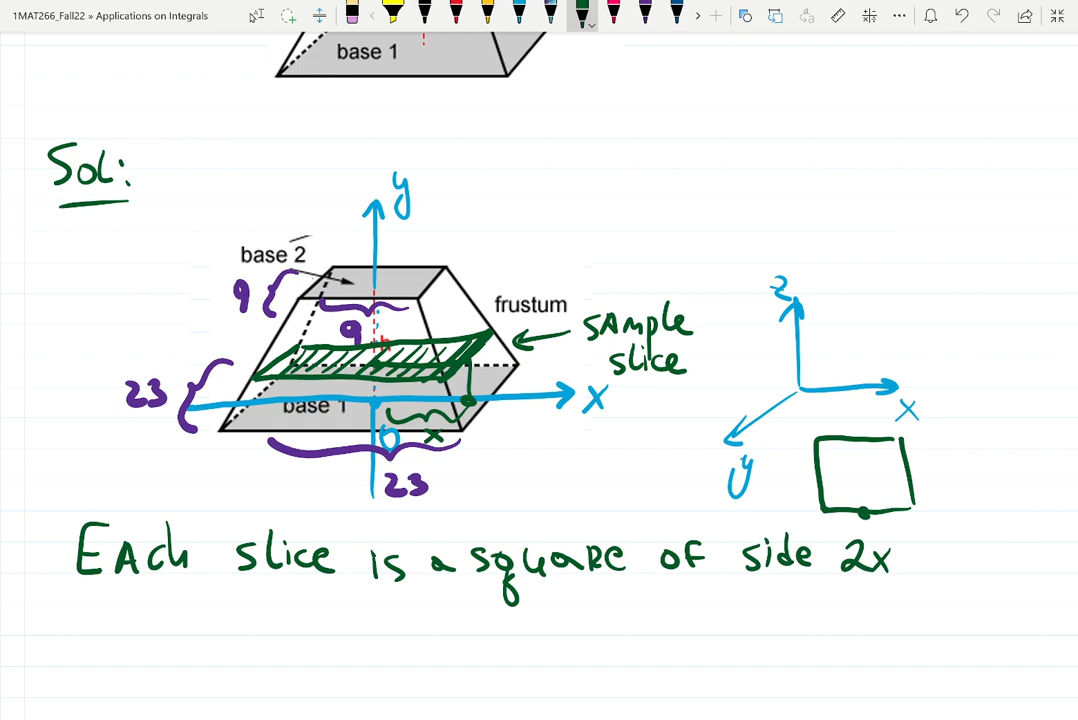 1MAT266_Fall22 » Applications on Integrals
base 1
Sol:
y
base 2
9
9
h
frustum
sample
slice
23
base 1
x
0
x
23
z
x
y
Each slice is a square of side 2x